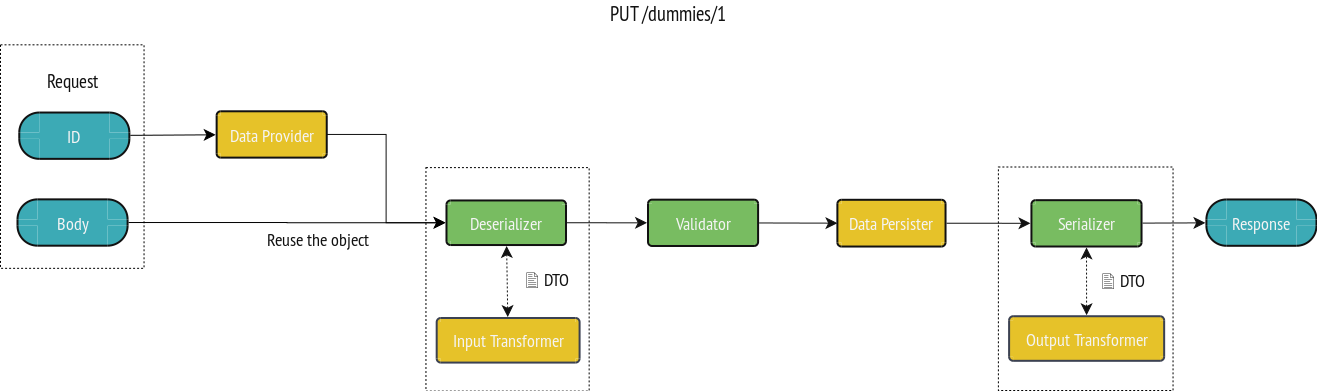 PUT /dummies/1
Request
ID
Data Provider
Body
Reuse the object
Deserializer
Validator
Data Persister
Serializer
Response
DTO
DTO
Input Transformer
Output Transformer